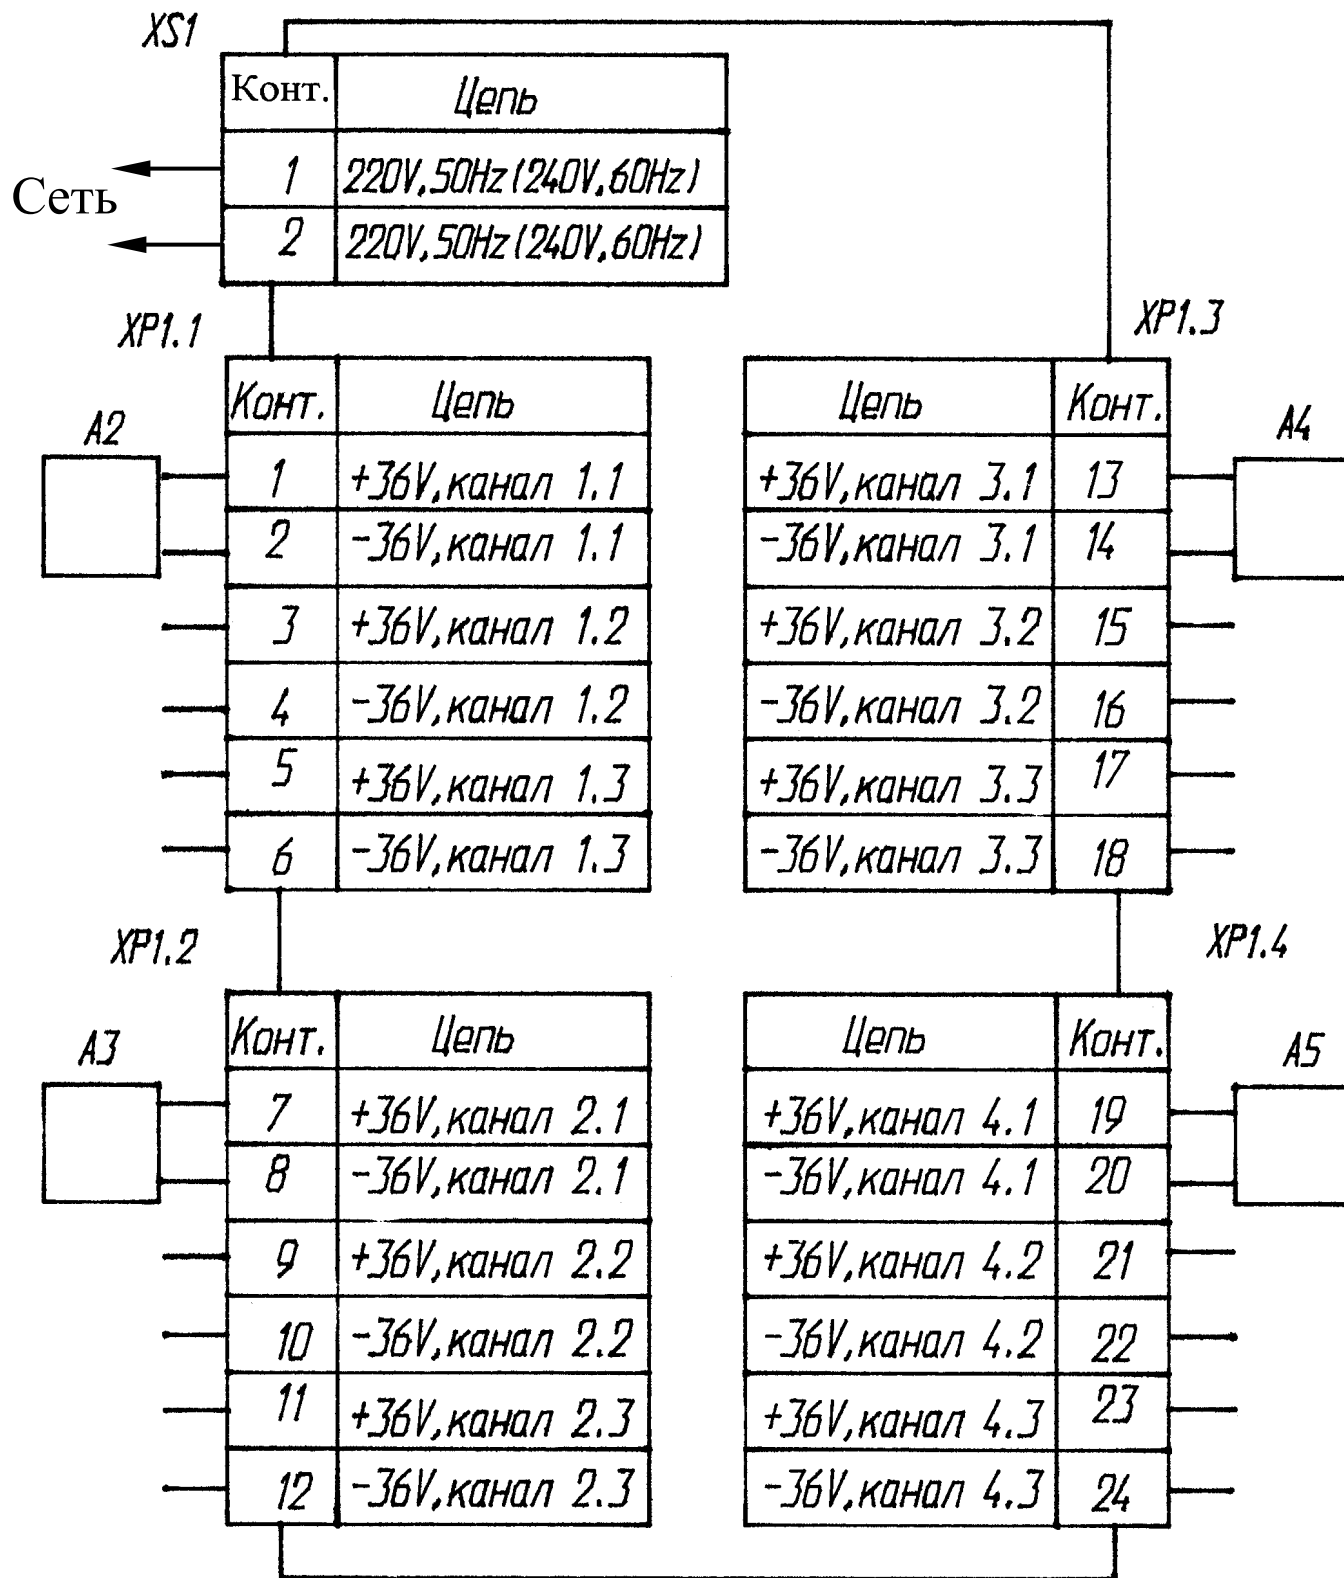 XS1
Конт. Цепь
1 220V,50Hz(240V,60Hz)
Сеть
2 220V,50Hz(240V,60Hz)
XP1.1
Конт. Цепь
A2
1 +36V,канал 1.1
2 -36V,канал 1.1
3 +36V,канал 1.2
4 -36V,канал 1.2
5 +36V,канал 1.3
6 -36V,канал 1.3
XP1.3
Цепь Конт.
A4
+36V,канал 3.1 13
-36V,канал 3.1 14
+36V,канал 3.2 15
-36V,канал 3.2 16
+36V,канал 3.3 17
-36V,канал 3.3 18
XP1.2
Конт. Цепь
A3
7 +36V,канал 2.1
8 -36V,канал 2.1
9 +36V,канал 2.2
10 -36V,канал 2.2
11 +36V,канал 2.3
12 -36V,канал 2.3
XP1.4
Цепь Конт.
A5
+36V,канал 4.1 19
-36V,канал 4.1 20
+36V,канал 4.2 21
-36V,канал 4.2 22
+36V,канал 4.3 23
-36V,канал 4.3 24